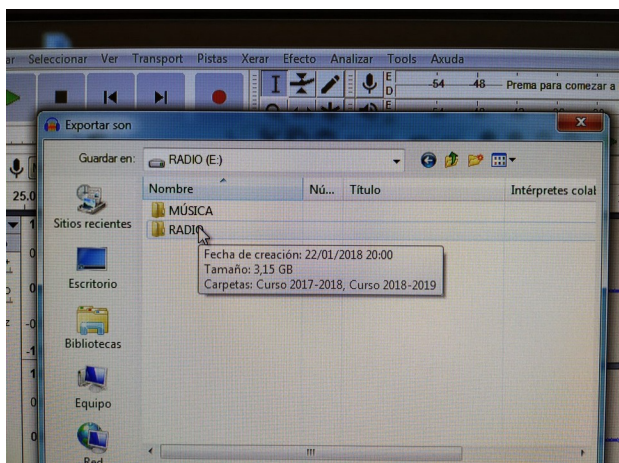 ar Seleccionar Ver Transport Pistas Xerar Efecto Analizar Tools Axuda
E
D
-54 -48 Prema para comezar a
E
Exportar son
Guardar en: RADIO (E:)
25.0
Nombre Nú... Título Intérpretes colab
MÚSICA
RADIO
Sitios recientes
Fecha de creación: 22/01/2018 20:00
Tamaño: 3,15 GB
Carpetas: Curso 2017-2018, Curso 2018-2019
Escritorio
Bibliotecas
Equipo
Red